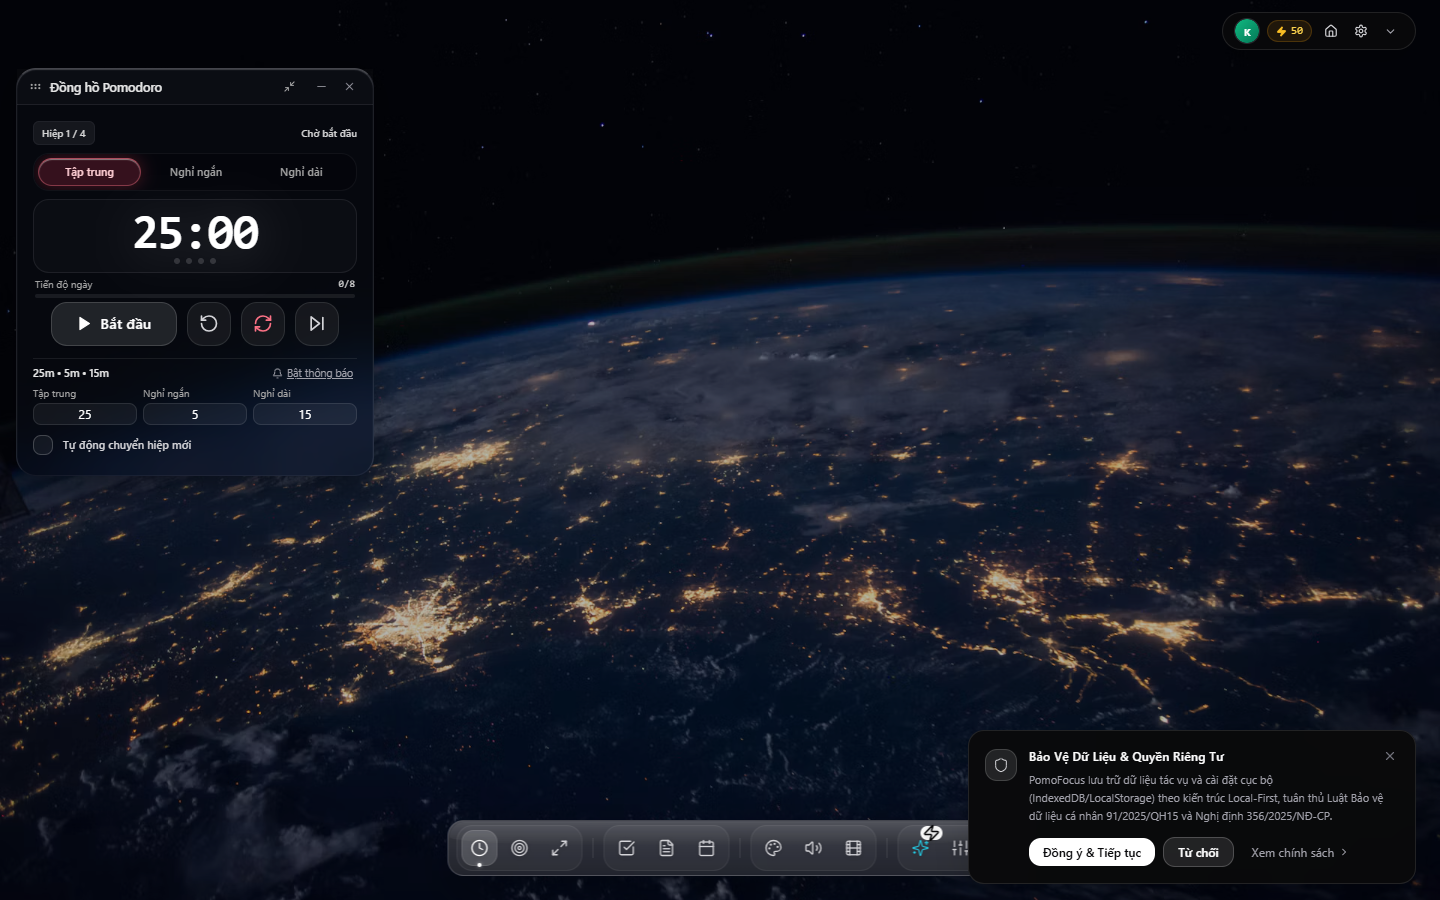 K
50
Đồng hồ Pomodoro
Hiệp 1 / 4
Chờ bắt đầu
Tập trung
Nghỉ ngắn
Nghỉ dài
25:00
Tiến độ ngày
0/8
Bắt đầu
25m • 5m • 15m
Bật thông báo
Tập trung
Nghỉ ngắn
Nghỉ dài
25
5
15
Tự động chuyển hiệp mới
Bảo Vệ Dữ Liệu & Quyền Riêng Tư
PomoFocus lưu trữ dữ liệu tác vụ và cài đặt cục bộ
(IndexedDB/LocalStorage) theo kiến trúc Local-First, tuân thủ Luật Bảo vệ
dữ liệu cá nhân 91/2025/QH15 và Nghị định 356/2025/NĐ-CP.
Đồng ý & Tiếp tục
Từ chối
Xem chính sách